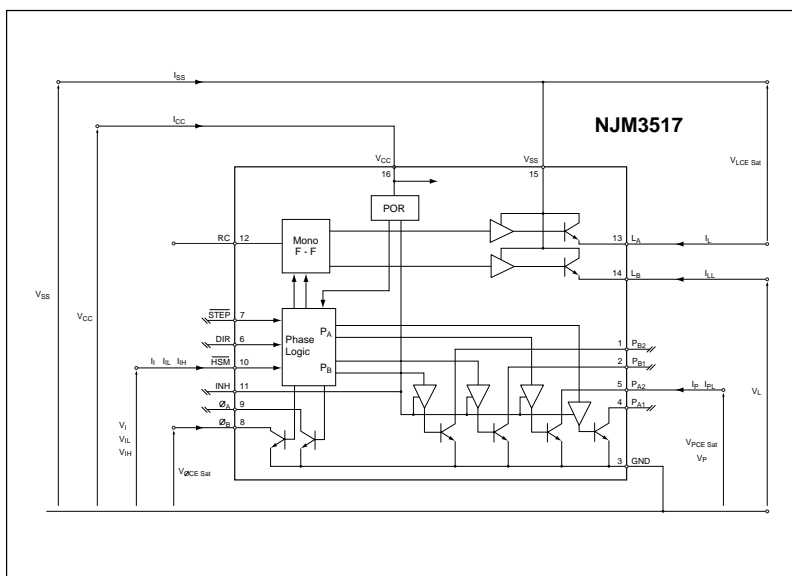 ISS
ICC
NJM3517
VCC
VSS
16
15
VLCE Sat
POR
RC 12
Mono
F - F
13 LA IL
14 LB ILL
VSS
VCC
STEP
7
DIR
6
Phase
Logic
PA
PB
II IIL IIH
HSM
10
INH
11
ØA
9
ØB
8
1 PB2
2 PB1
5 PA2 IP IPL
4 PA1
VL
VI
VIL
VIH
VØCE Sat
VPCE Sat
VP
3 GND